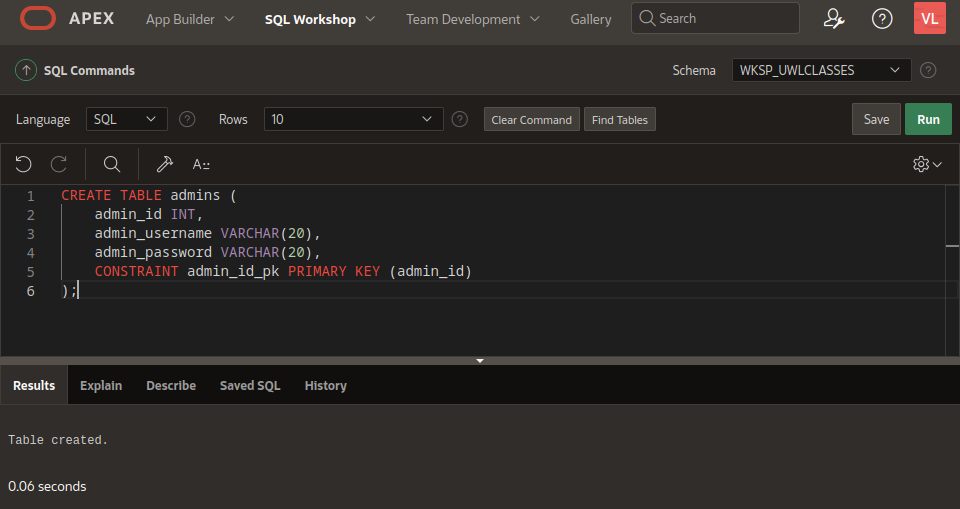 APEX App Builder SQL Workshop Team Development Gallery Search VL
SQL Commands Schema WKSP_UWLCLASSES ?
Language SQL ? Rows 10 ? Clear Command Find Tables Save Run
A::
1 CREATE TABLE admins (
2 admin_id INT,
3 admin_username VARCHAR(20),
4 admin_password VARCHAR(20),
5 CONSTRAINT admin_id_pk PRIMARY KEY (admin_id)
6 );
Results Explain Describe Saved SQL History
Table created.
0.06 seconds